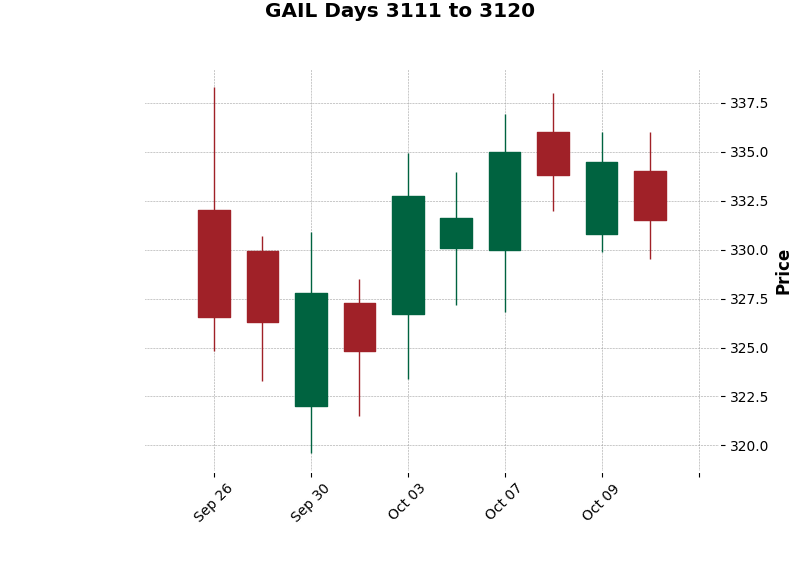 GAIL Days 3111 to 3120
337.5
335.0
332.5
330.0
327.5
325.0
322.5
320.0
Price
Sep 26
Sep 30
Oct 03
Oct 07
Oct 09